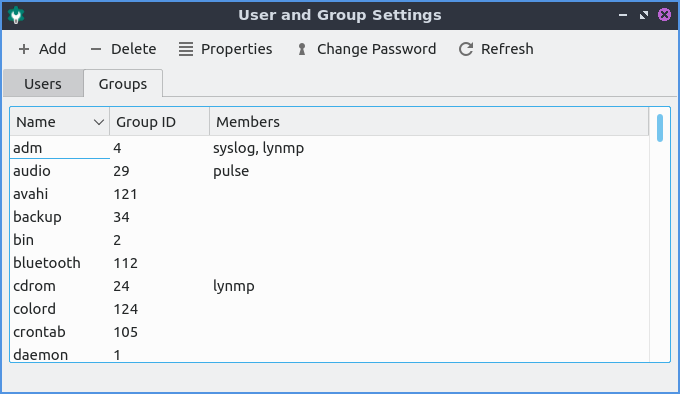 User and Group Settings
Add Delete Properties Change Password Refresh
Users Groups
Name Group ID Members
adm 4 syslog, lynmp
audio 29 pulse
avahi 121
backup 34
bin 2
bluetooth 112
cdrom 24 lynmp
colord 124
crontab 105
daemon 1